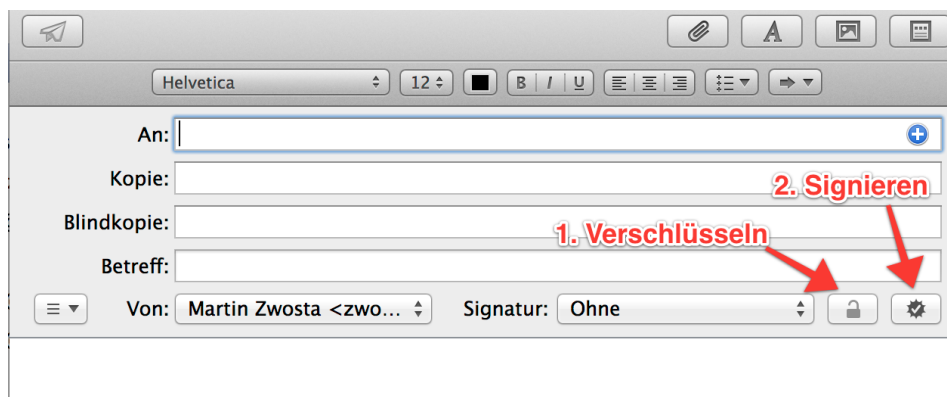 Helvetica 12 B I U
An:
Kopie:
2. Signieren
Blindkopie:
1. Verschlüsseln
Betreff:
Von: Martin Zwosta <zwo... Signatur: Ohne